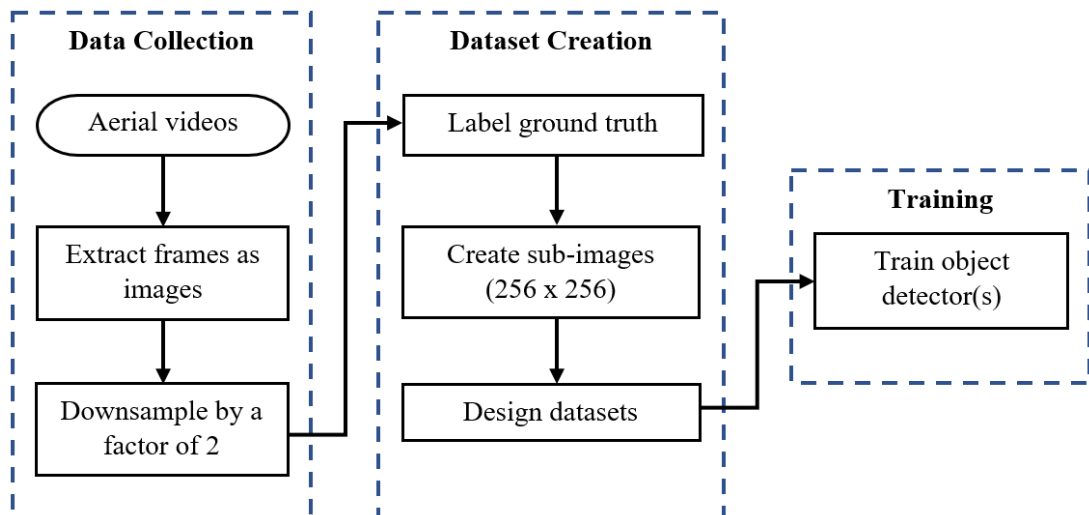 Data Collection
Aerial videos
Extract frames as
images
Downsample by a
factor of 2
Dataset Creation
Label ground truth
Create sub-images
(256 x 256)
Design datasets
Training
Train object
detector(s)